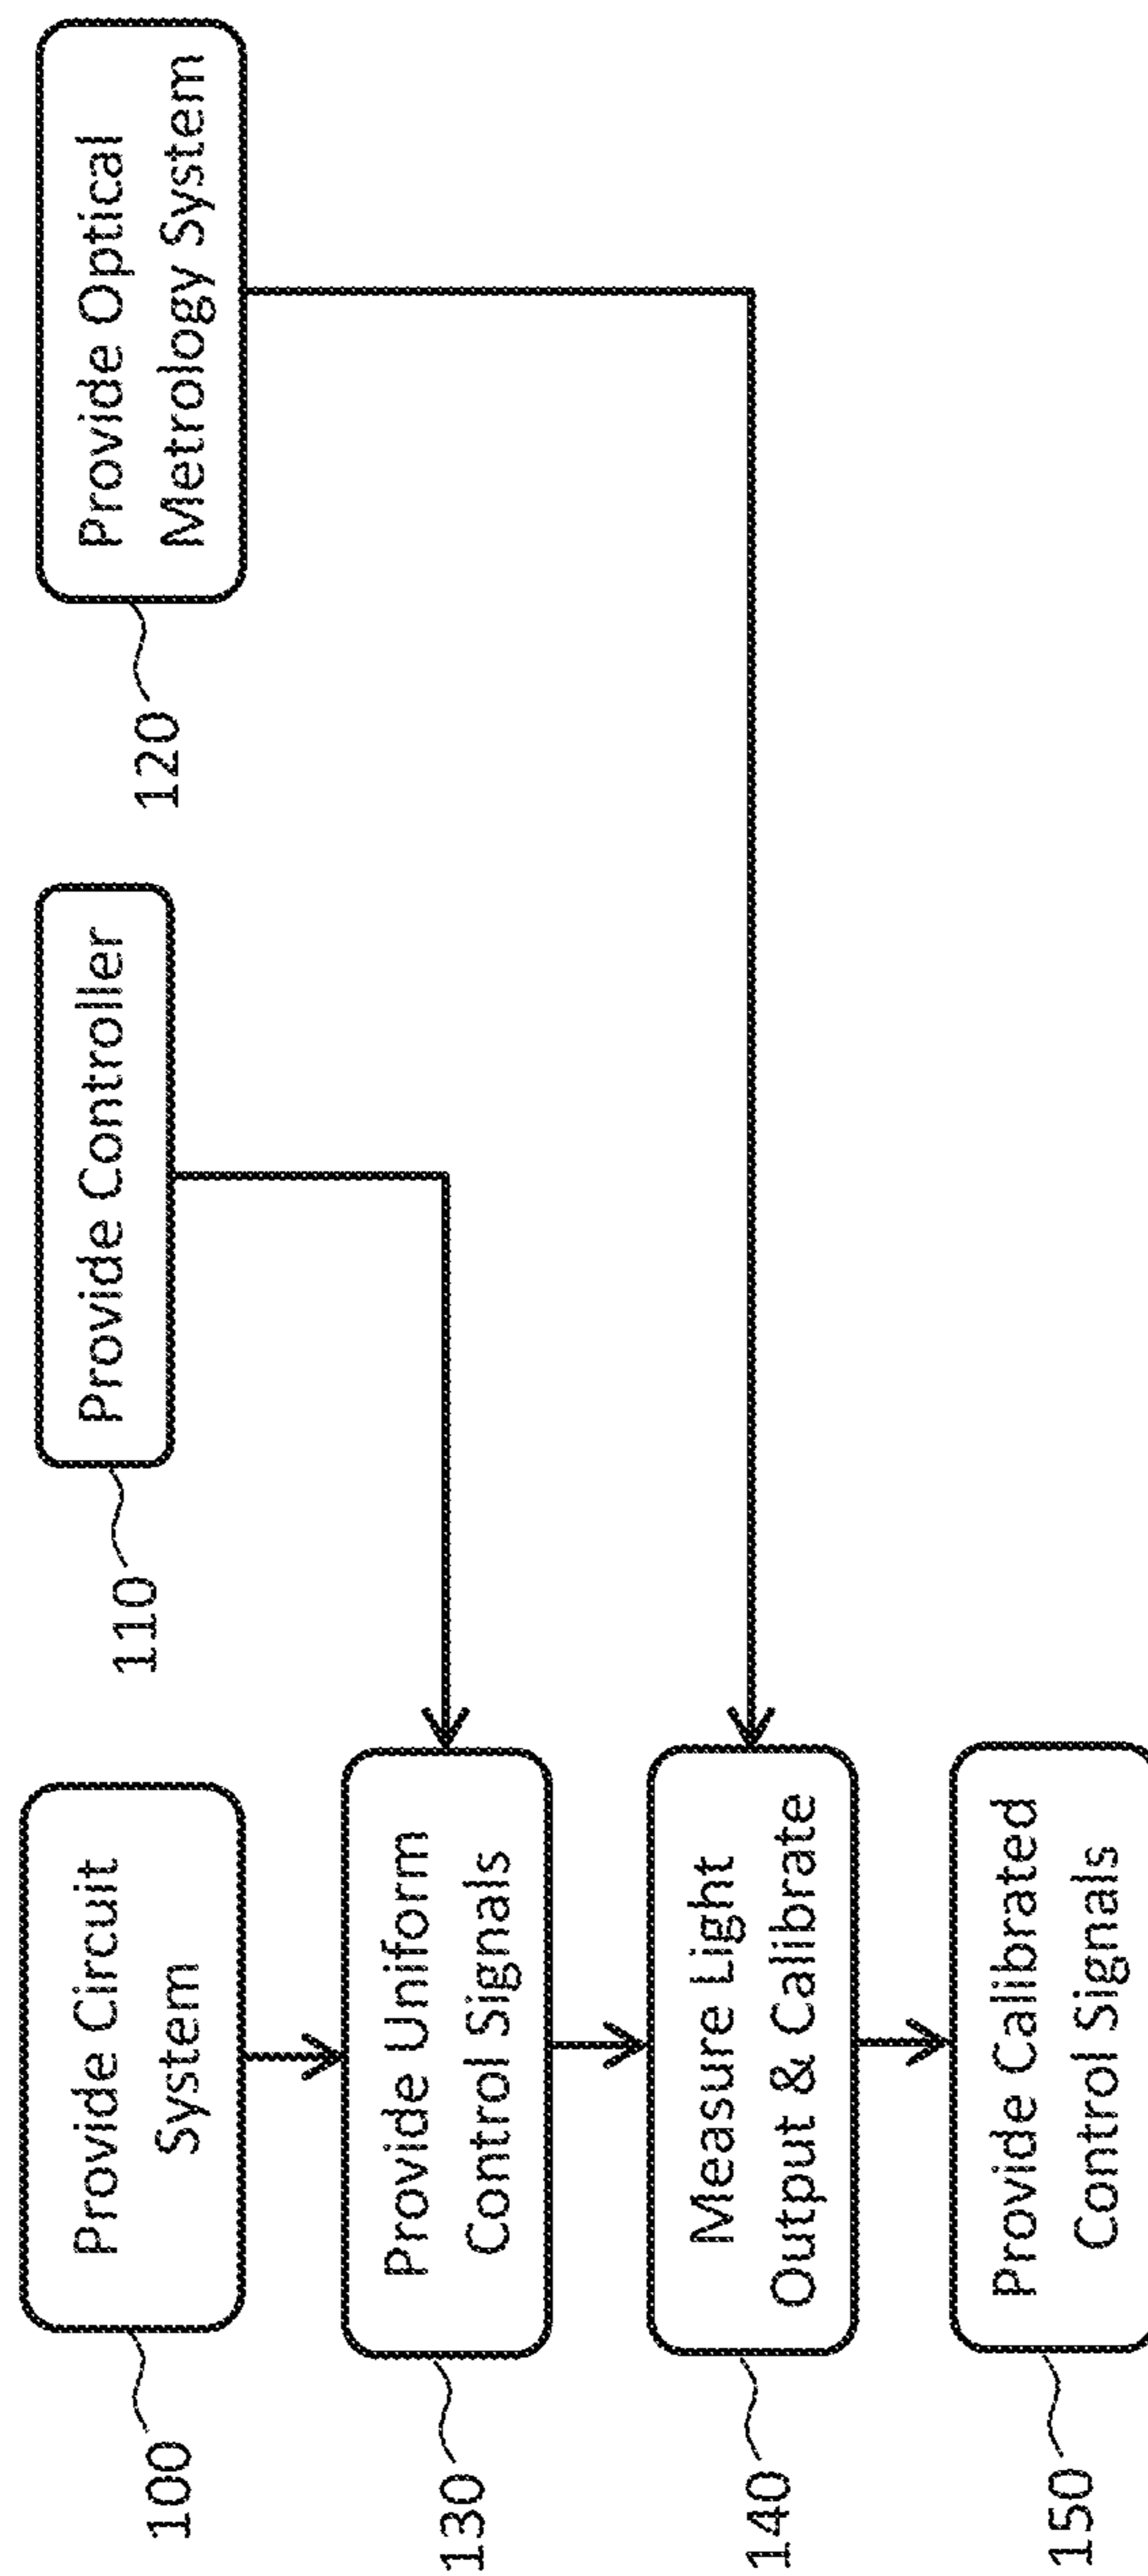 100
Provide Circuit
System
110
Provide Controller
120
Provide Optical
Metrology System
130
Provide Uniform
Control Signals
140
Measure Light
Output & Calibrate
150
Provide Calibrated
Control Signals